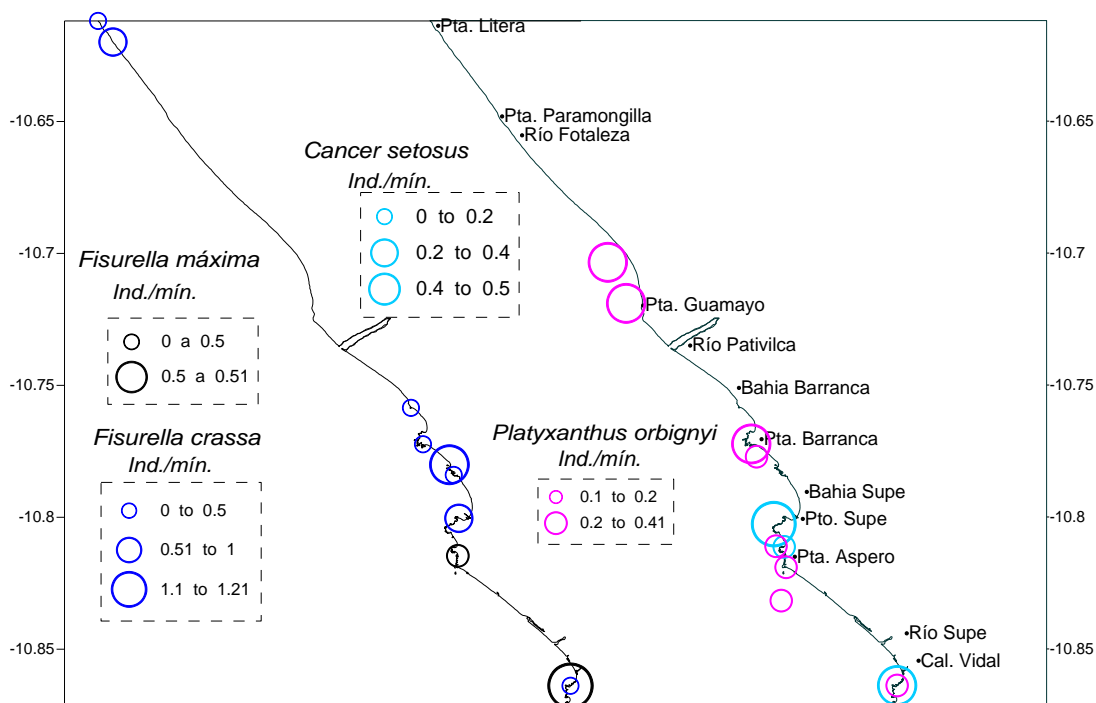 Pta. Litera
-10.65
Pta. Paramongilla
-10.65
Río Fotaleza
Cancer setosus
Ind./mín.
0 to 0.2
0.2 to 0.4
0.4 to 0.5
-10.7
-10.7
Fisurella máxima
Ind./mín.
0 a 0.5
0.5 a 0.51
Pta. Guamayo
Río Pativilca
-10.75
Bahia Barranca
-10.75
Fisurella crassa
Ind./mín.
0 to 0.5
0.51 to 1
1.1 to 1.21
Platyxanthus orbignyi
Ind./mín.
0.1 to 0.2
0.2 to 0.41
Pta. Barranca
Bahia Supe
-10.8
Pto. Supe
-10.8
Pta. Aspero
Río Supe
-10.85
-10.85
Cal. Vidal